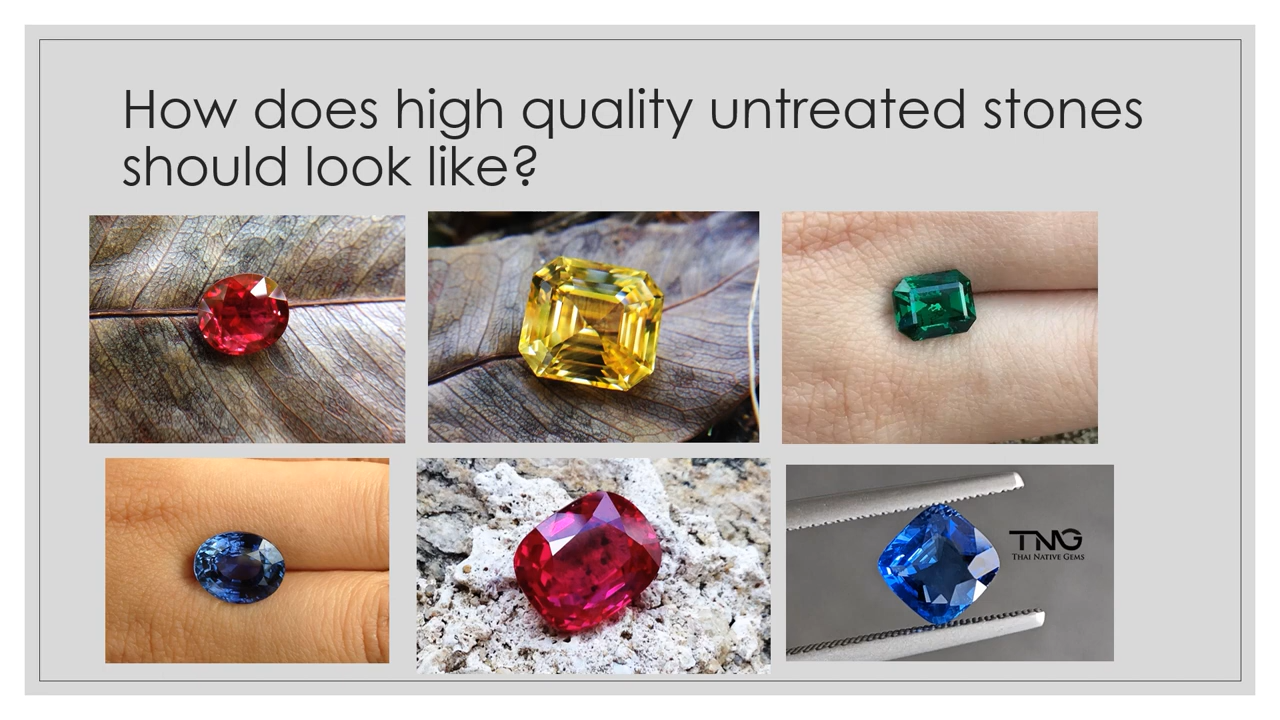 How does high quality untreated stones
should look like?
TNG
THAI NATIVE GEMS